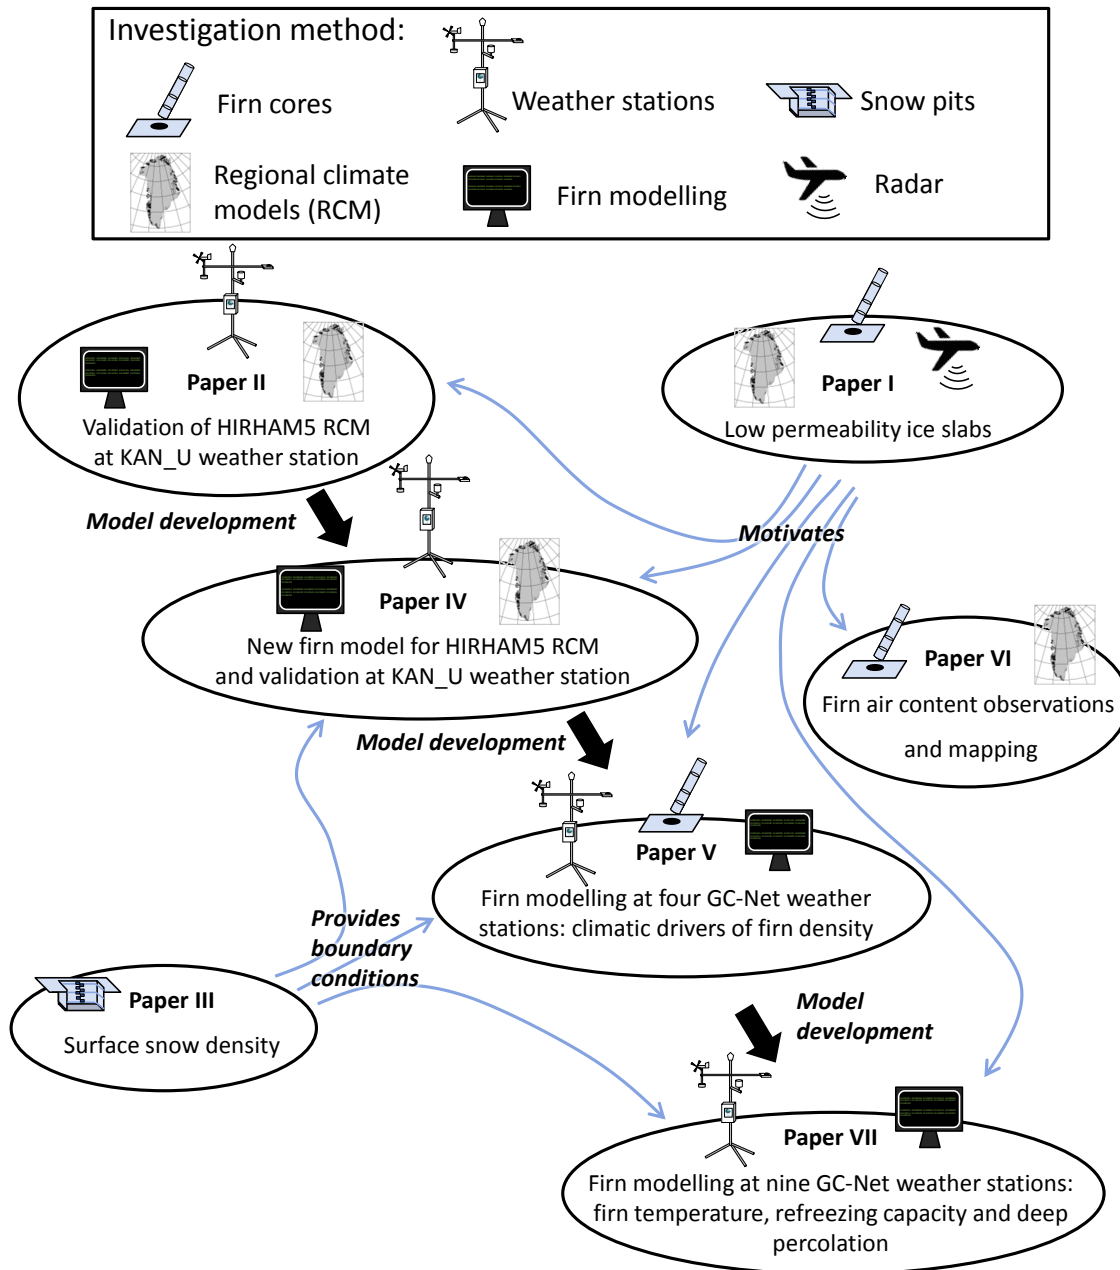 Investigation method:
Firn cores
Weather stations
Snow pits
Regional climate
models (RCM)
Firn modelling
Radar
Paper II
Validation of HIRHAM5 RCM
at KAN_U weather station
Paper I
Low permeability ice slabs
Model development
Motivates
Paper IV
New firn model for HIRHAM5 RCM
and validation at KAN_U weather station
Paper VI
Firn air content observations
and mapping
Model development
Paper V
Firn modelling at four GC-Net weather
stations: climatic drivers of firn density
Provides
boundary
conditions
Paper III
Surface snow density
Model
development
Paper VII
Firn modelling at nine GC-Net weather stations:
firn temperature, refreezing capacity and deep
percolation